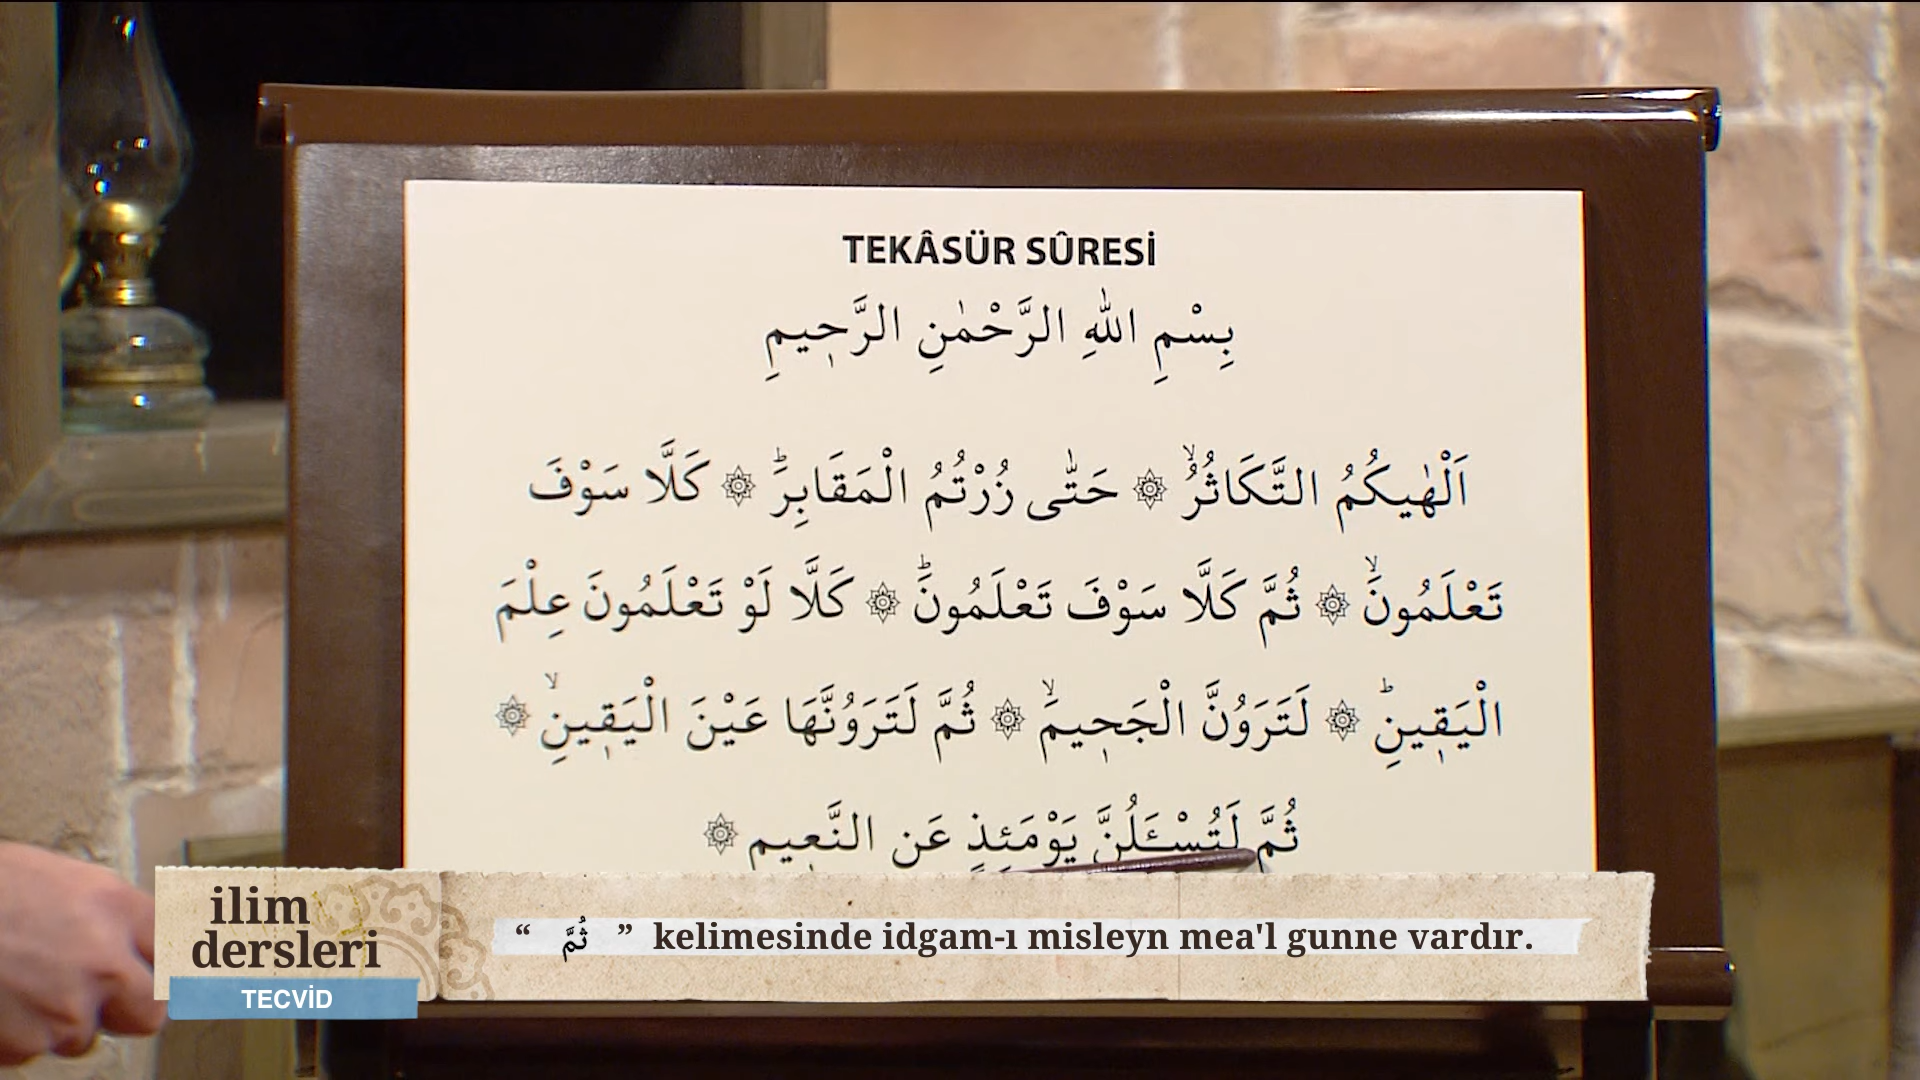 TEKÂSÜR SÛRESİ
بِسْمِ اللهِ الرَّحْمٰنِ الرَّحٖيمِ
اَلْهٰيكُمُ التَّكَاثُرُۙ ۞ حَتّٰى زُرْتُمُ الْمَقَابِرَؕ ۞ كَلَّا سَوْفَ
تَعْلَمُونَۙ ۞ ثُمَّ كَلَّا سَوْفَ تَعْلَمُونَؕ ۞ كَلَّا لَوْ تَعْلَمُونَ عِلْمَ
الْيَقٖينِؕ ۞ لَتَرَوُنَّ الْجَحٖيمَۙ ۞ ثُمَّ لَتَرَوُنَّهَا عَيْنَ الْيَقٖينِۙ ۞
ثُمَّ لَتُسْـَٔلُنَّ يَوْمَئِذٍ عَنِ النَّعٖيمِ ۞
ilim
dersleri
TECVİD
“ ثُمَّ ” kelimesinde idgam-ı misleyn mea'l gunne vardır.